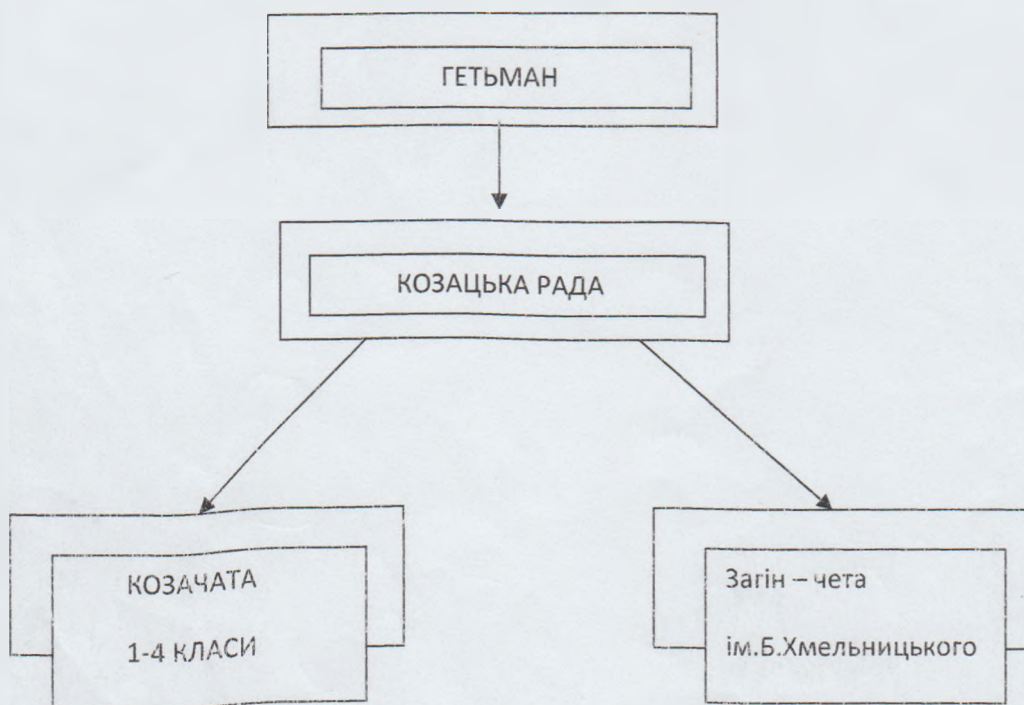 ГЕТЬМАН
КОЗАЦЬКА РАДА
КОЗАЧАТА
1-4 КЛАСИ
Загін – чета
ім.Б.Хмельницького